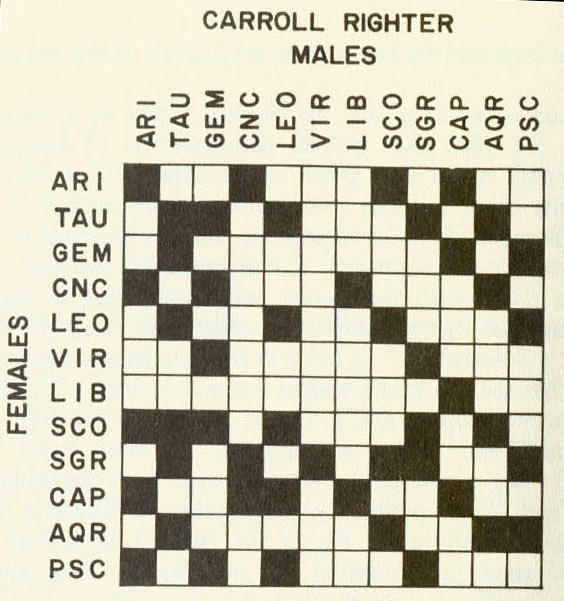 CARROLL RIGHTER
MALES
ARI TAU GEM CNC LEO VIR LIB SCO SGR CAP AQR PSC
FEMALES
ARI
TAU
GEM
CNC
LEO
VIR
LIB
SCO
SGR
CAP
AQR
PSC